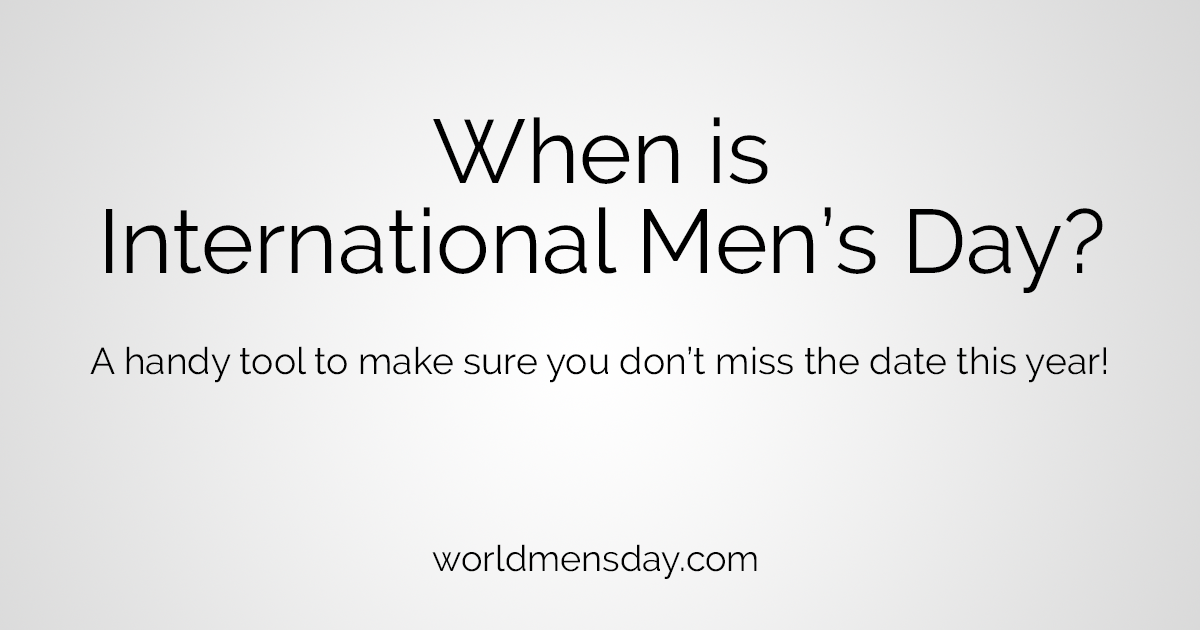 When is
International Men’s Day?
A handy tool to make sure you don’t miss the date this year!
worldmensday.com